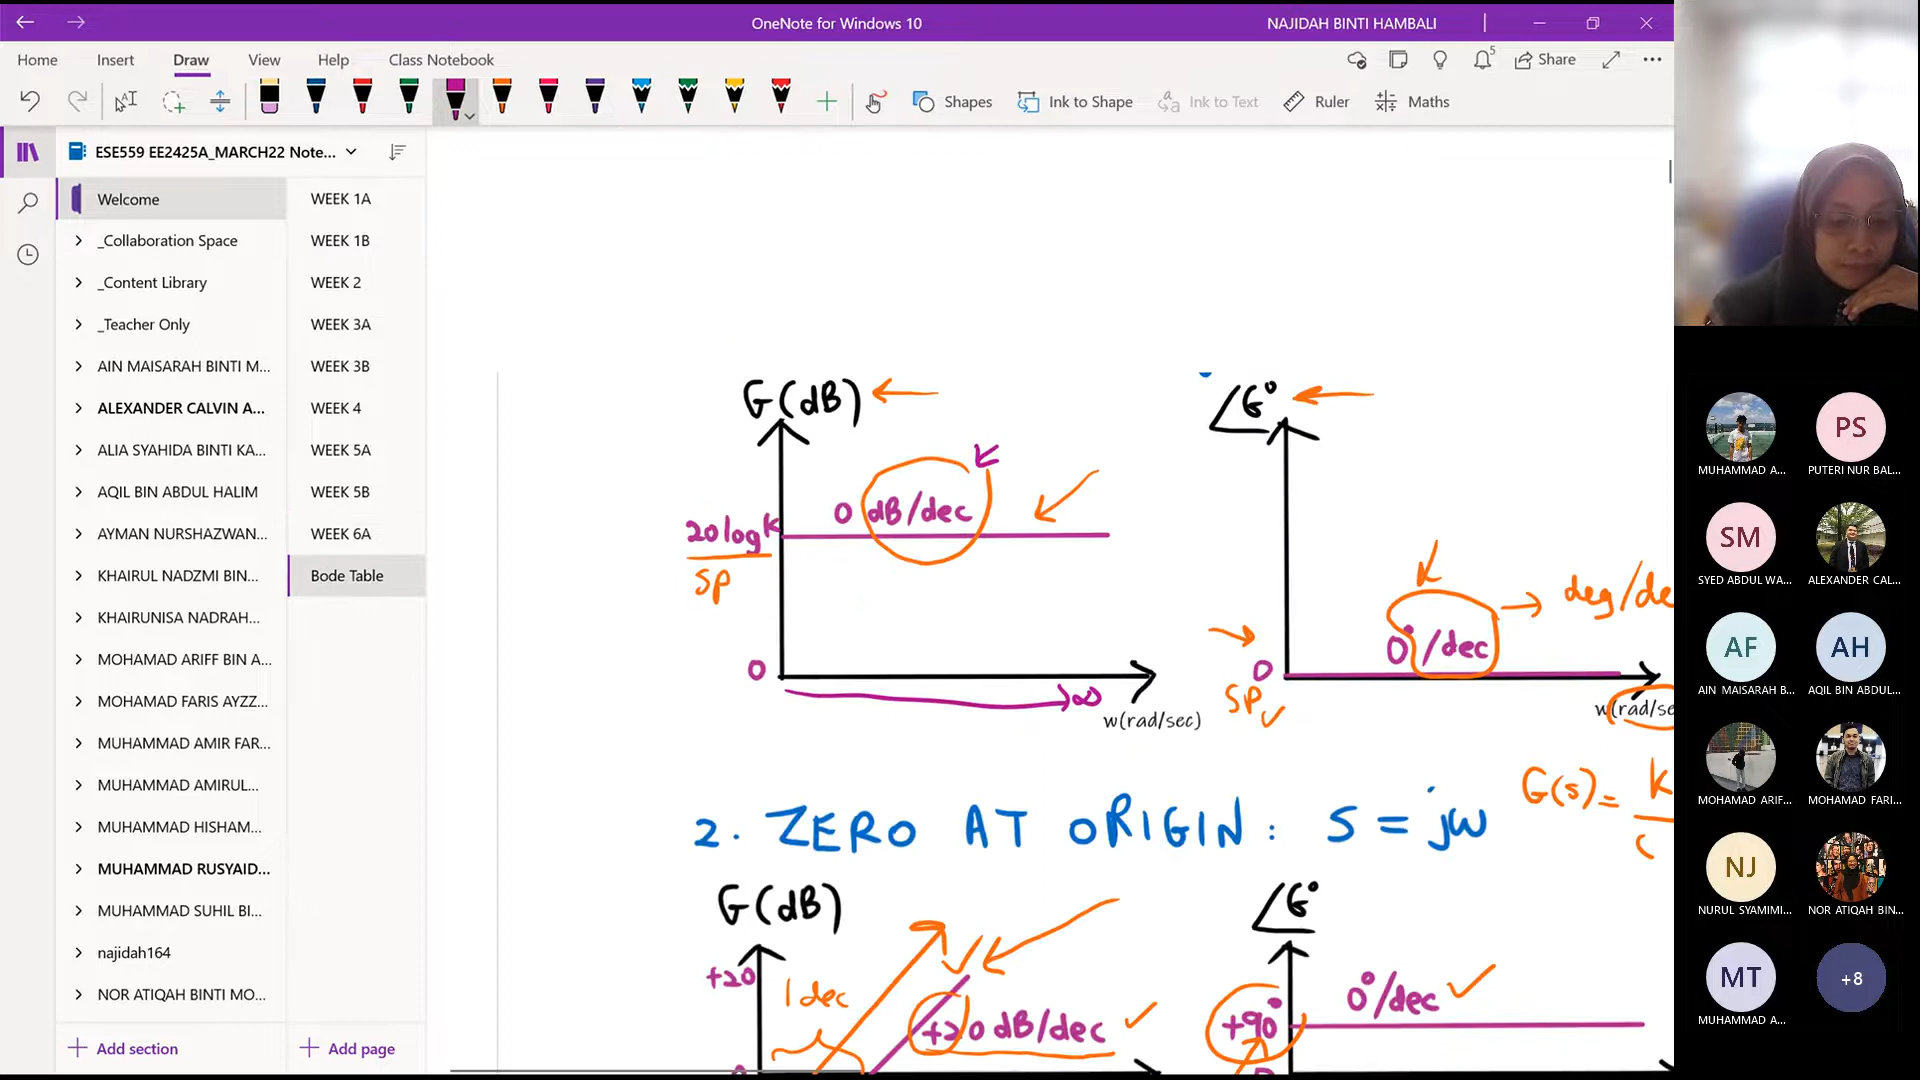 OneNote for Windows 10
NAJIDAH BINTI HAMBALI
Home Insert Draw View Help Class Notebook
5
Share
Shapes Ink to Shape Ink to Text Ruler Maths
ESE559 EE2425A_MARCH22 Note...
Welcome
_Collaboration Space
_Content Library
_Teacher Only
AIN MAISARAH BINTI M...
ALEXANDER CALVIN A...
ALIA SYAHIDA BINTI KA...
AQIL BIN ABDUL HALIM
AYMAN NURSHAZWAN...
KHAIRUL NADZMI BIN...
KHAIRUNISA NADRAH...
MOHAMAD ARIFF BIN A...
MOHAMAD FARIS AYZZ...
MUHAMMAD AMIR FAR...
MUHAMMAD AMIRUL...
MUHAMMAD HISHAM...
MUHAMMAD RUSYAID...
MUHAMMAD SUHIL BI...
najidah164
NOR ATIQAH BINTI MO...
Add section
WEEK 1A
WEEK 1B
WEEK 2
WEEK 3A
WEEK 3B
WEEK 4
WEEK 5A
WEEK 5B
WEEK 6A
Bode Table
Add page
G(dB)
0 dB/dec
20logK
SP
0
∞
w(rad/sec)
∠G°
0°/dec
deg/de
0
SP
w(rad/se
2. ZERO AT ORIGIN : S = jω
G(s) = K
G(dB)
+20
1 dec
+20 dB/dec
∠G°
+90°
0°/dec
MUHAMMAD A...
PS
PUTERI NUR BAL...
SM
SYED ABDUL WA...
ALEXANDER CAL...
AF
AIN MAISARAH B...
AH
AQIL BIN ABDUL...
MOHAMAD ARIF...
MOHAMAD FARI...
NJ
NURUL SYAMIMI...
NOR ATIQAH BIN...
MT
MUHAMMAD A...
+8